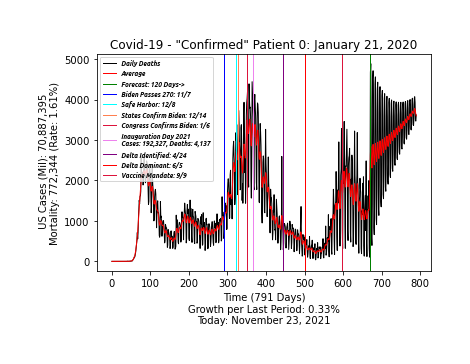 Covid-19 - "Confirmed" Patient 0: January 21, 2020
US Cases (Mil): 70,887,395
Mortality: 772,344 (Rate: 1.61%)
5000
4000
3000
2000
1000
0
Daily Deaths
Average
Forecast: 120 Days->
Biden Passes 270: 11/7
Safe Harbor: 12/8
States Confirm Biden: 12/14
Congress Confirms Biden: 1/6
Inauguration Day 2021
Cases: 192,327, Deaths: 4,137
Delta Identified: 4/24
Delta Dominant: 6/5
Vaccine Mandate: 9/9
0 100 200 300 400 500 600 700 800
Time (791 Days)
Growth per Last Period: 0.33%
Today: November 23, 2021